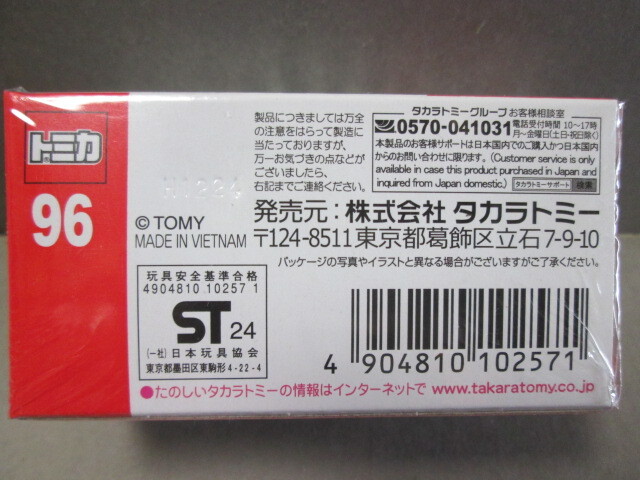 トミカ
96
製品につきましては万全
の注意をはらって製造に
当たっておりますが、
万一お気づきの点などが
ございましたら、
右記までご連絡ください。
タカラトミーグループ お客様相談室
0570-041031 電話受付時間 10〜17時
月〜金曜日(土・日・祝日除く)
本製品のお客様サポートは日本国内でのご購入かつ日本国内
からのお問い合わせに限ります。(Customer service is only
available in case this product purchased in Japan and
inquired from Japan domestic.) タカラトミーサポート 検索
© TOMY
MADE IN VIETNAM
発売元：株式会社 タカラトミー
〒124-8511 東京都葛飾区立石7-9-10
パッケージの写真やイラストと異なる場合がございますがご了承ください。
玩具安全基準合格
4904810 10257 1
ST 24
(一社)日本玩具協会
東京都墨田区東駒形4-22-4
4 904810 102571
●たのしいタカラトミーの情報はインターネットで www.takaratomy.co.jp